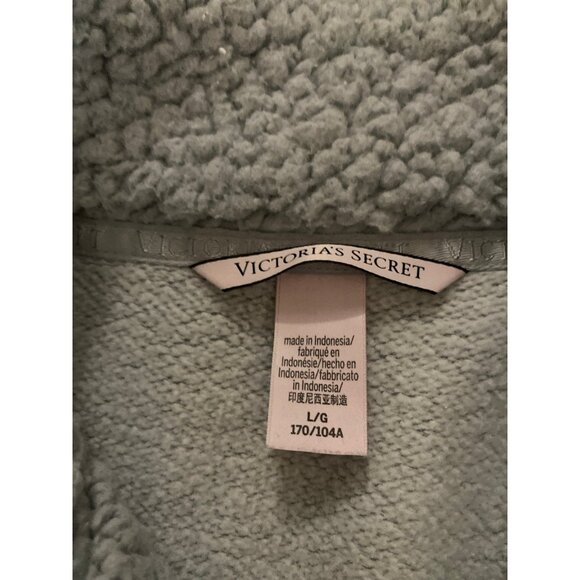 VICTORIA'S SECRET
made in Indonesia/
fabriqué en
Indonésie/hecho en
Indonesia/fabbricato
in Indonesia/
印度尼西亚制造
L/G
170/104A